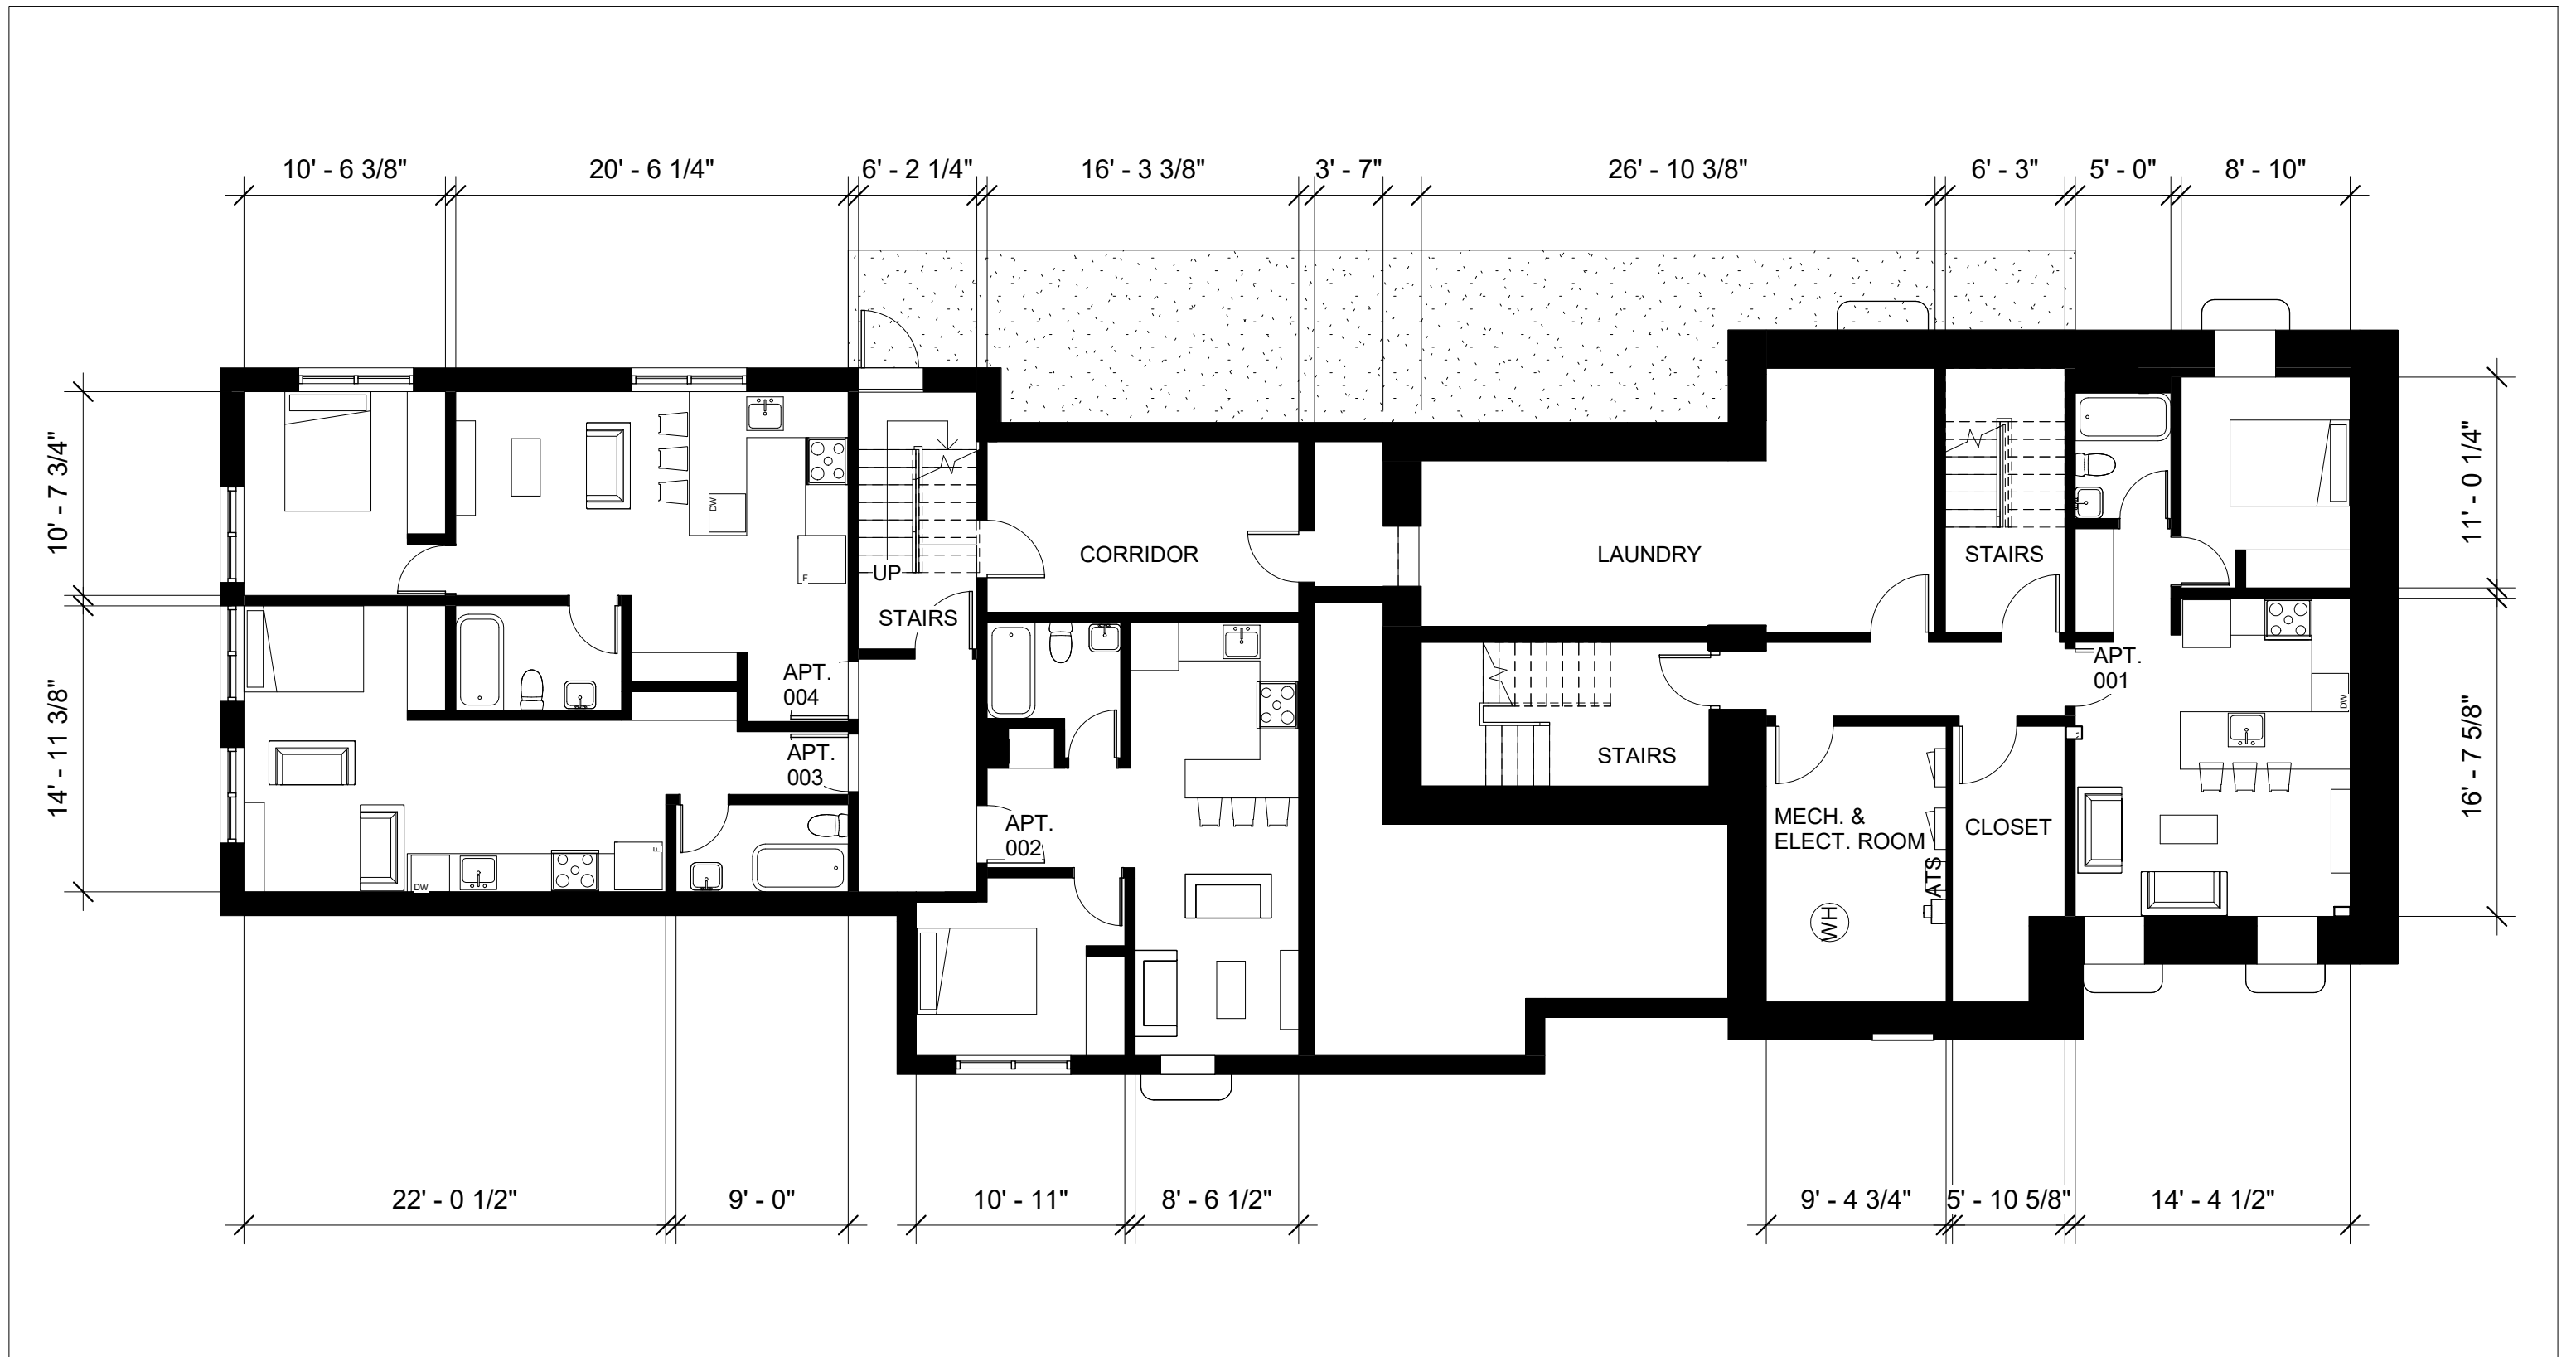 10' - 6 3/8"
20' - 6 1/4"
6' - 2 1/4"
16' - 3 3/8"
3' - 7"
26' - 10 3/8"
6' - 3"
5' - 0"
8' - 10"
10' - 7 3/4"
11' - 0 1/4"
DW
F
UP
STAIRS
CORRIDOR
LAUNDRY
STAIRS
14' - 11 3/8"
APT.
004
APT.
003
APT.
001
DW
STAIRS
16' - 7 5/8"
APT.
002
MECH. &
ELECT. ROOM
CLOSET
F
DW
ATS
WH
22' - 0 1/2"
9' - 0"
10' - 11"
8' - 6 1/2"
9' - 4 3/4"
5' - 10 5/8"
14' - 4 1/2"